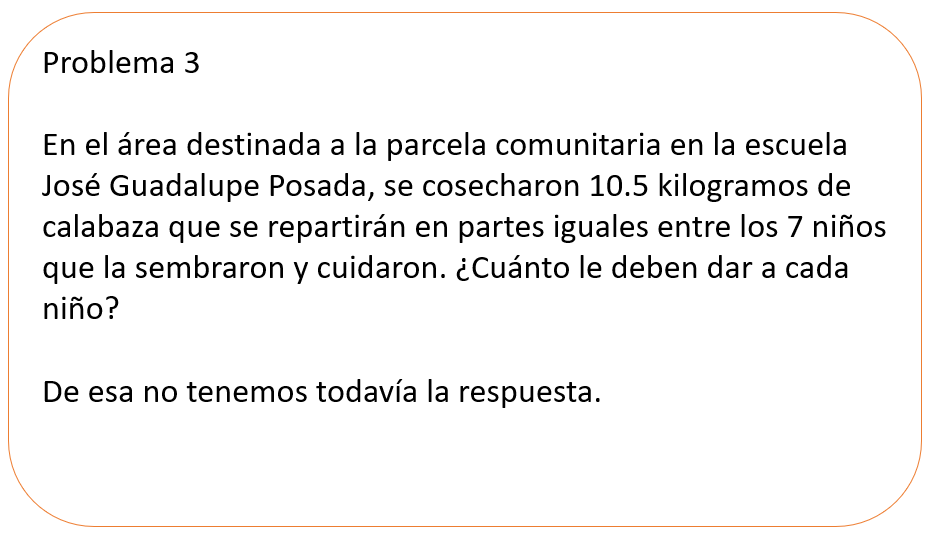 Problema 3
En el área destinada a la parcela comunitaria en la escuela
José Guadalupe Posada, se cosecharon 10.5 kilogramos de
calabaza que se repartirán en partes iguales entre los 7 niños
que la sembraron y cuidaron. ¿Cuánto le deben dar a cada
niño?
De esa no tenemos todavía la respuesta.